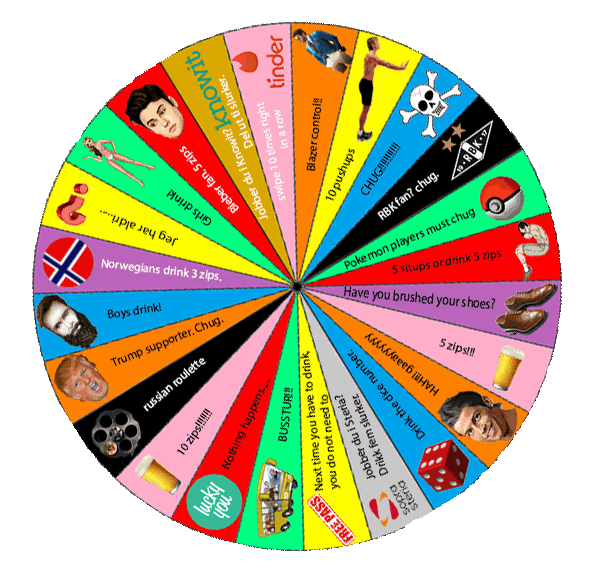 tinder
swipe 10 times right
in a row
Blazer control!!
10 pushups
CHUG!!!!!!!!!!!
RBK fan? chug.
RBK
19 17
Pokemon players must chug
5 situps or drink 5 zips
Have you brushed your shoes?
5 zips!!!
HAH!!! gaaayyyyy
Drink the dice number.
Jobber du i Steria?
Drikk fem slurker.
sopra
steria
Next time you have to drink,
you do not need to
FREE PASS
BUSSTUR!!!
Nothing happens....
lucky
you
10 zips!!!!!!!
russian roulette
Trump supporter. Chug.
Boys drink!
Norwegians drink 3 zips.
Jeg har aldri.....
Girls drink!
Bieber fan. 5 zips
knowit
Jobber du i Knowit?
Del ut ti slurker.